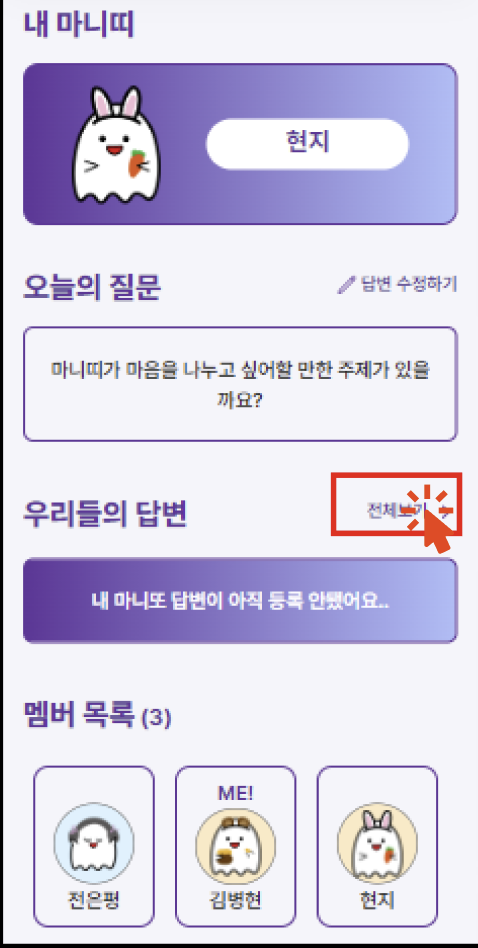 내 마니띠
현지
오늘의 질문
답변 수정하기
마니띠가 마음을 나누고 싶어할 만한 주제가 있을
까요?
우리들의 답변
전체보기
내 마니또 답변이 아직 등록 안됐어요..
멤버 목록 (3)
전은평
ME!
김병현
현지